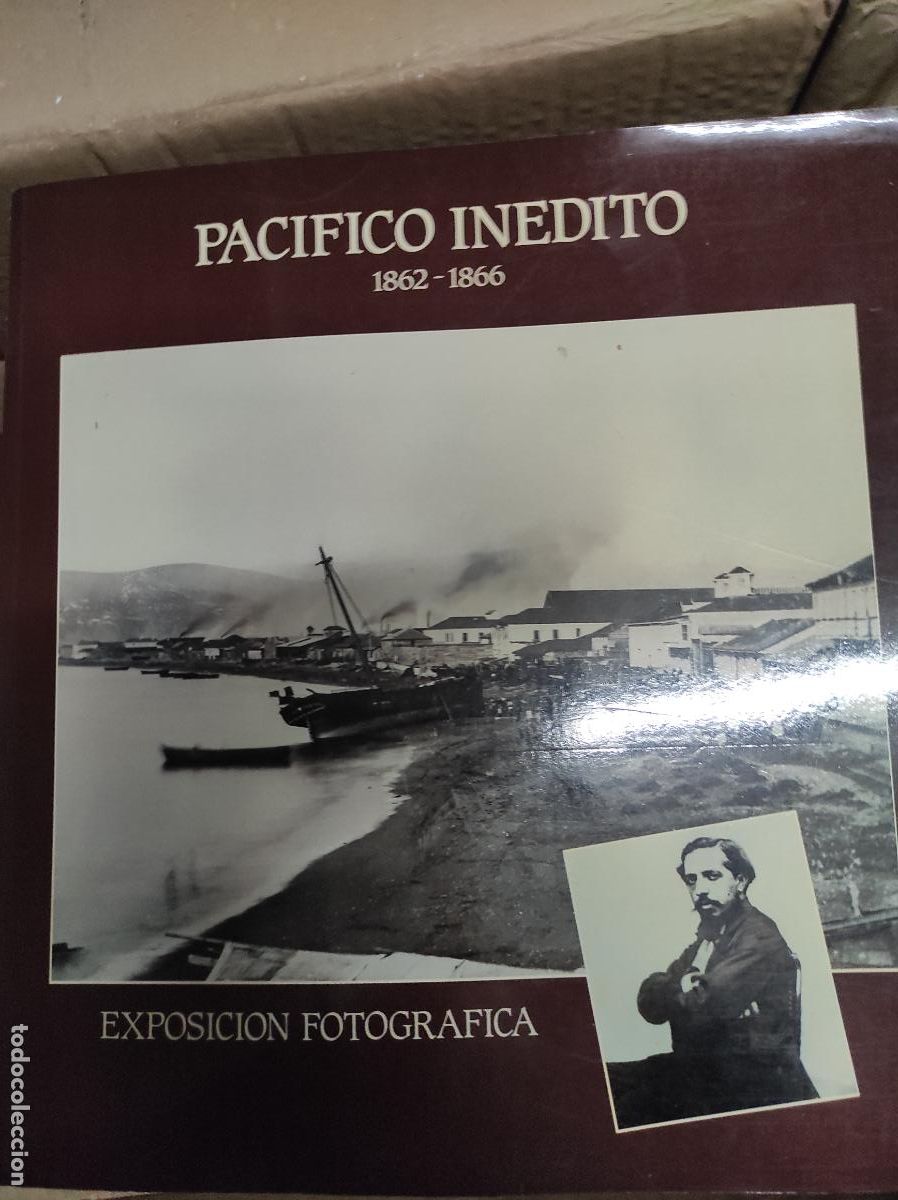 PACIFICO INEDITO
1862-1866
EXPOSICION FOTOGRAFICA
todocoleccion